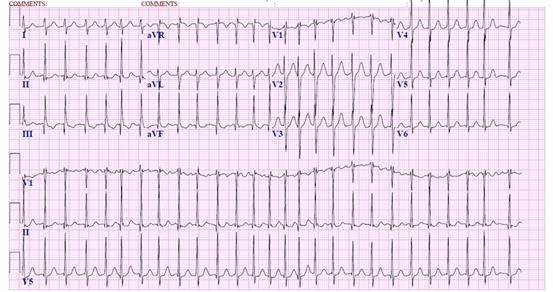 COMMENTS: COMMENTS:
I aVR V1 V4
II aVL V2 V5
III aVF V3 V6
V1
II
V5